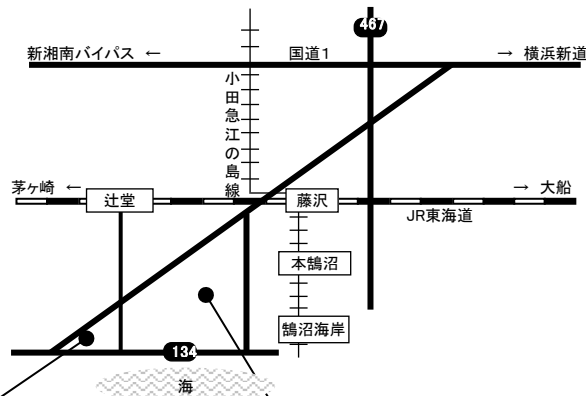 467
新湘南バイパス ← 国道1 → 横浜新道
小田急江の島線
茅ヶ崎 ← 辻堂 藤沢 → 大船
JR東海道
本鵠沼
鵠沼海岸
134
海